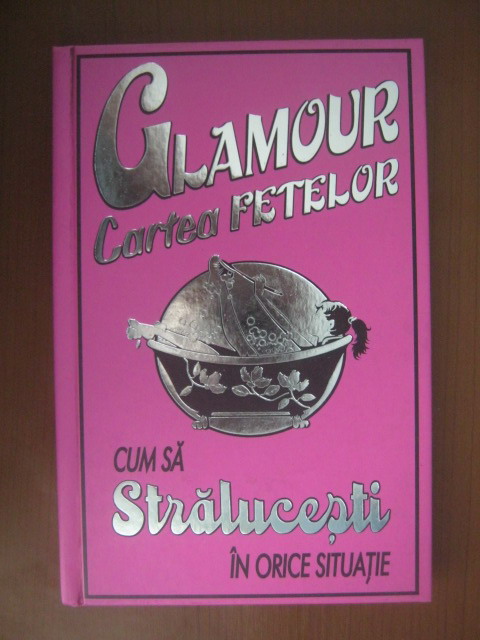 GLAMOUR
Cartea FETELOR
CUM SĂ
Strălucești
ÎN ORICE SITUAȚIE